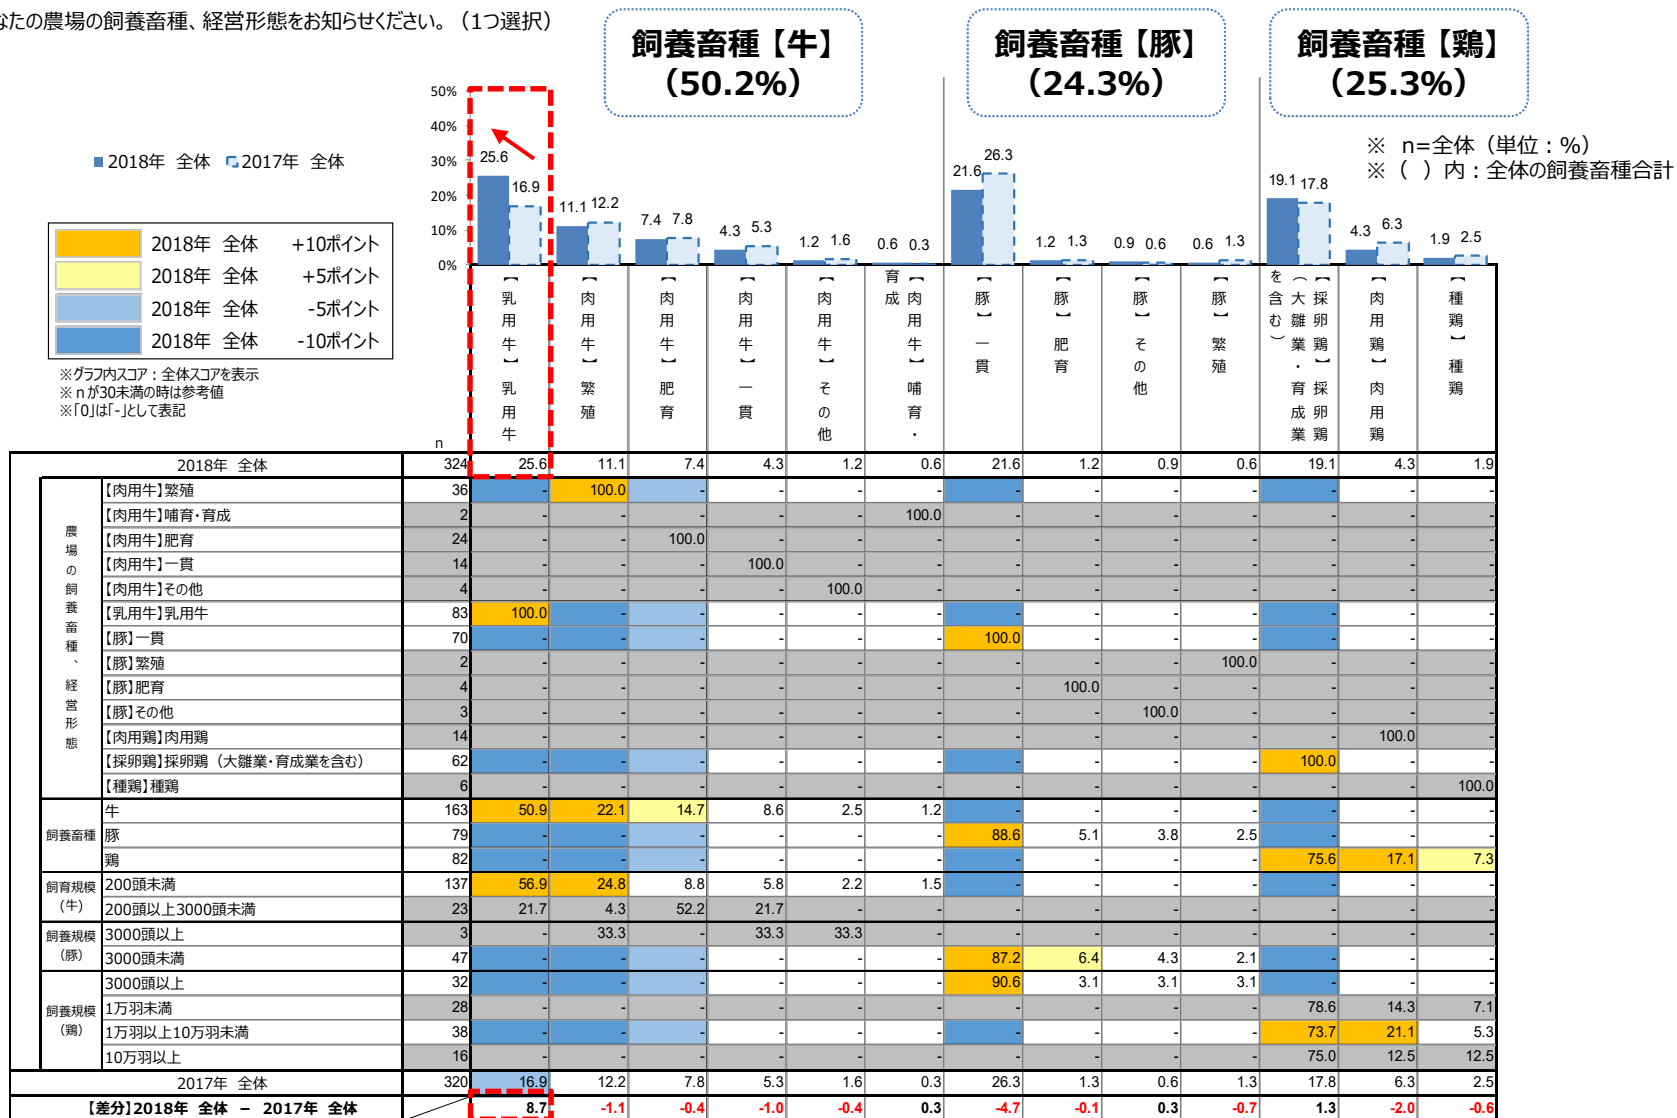 なたの農場の飼養畜種、経営形態をお知らせください。（1つ選択）
飼養畜種【牛】
（50.2%）
飼養畜種【豚】
（24.3%）
飼養畜種【鶏】
（25.3%）
※ n=全体（単位：%）
※（ ）内：全体の飼養畜種合計
2018年 全体 2017年 全体
50%
40%
30%
20%
10%
0%
25.6 16.9 11.1 12.2 7.4 7.8 4.3 5.3 1.2 1.6 0.6 0.3 21.6 26.3 1.2 1.3 0.9 0.6 0.6 1.3 19.1 17.8 4.3 6.3 1.9 2.5
2018年 全体 +10ポイント
2018年 全体 +5ポイント
2018年 全体 -5ポイント
2018年 全体 -10ポイント
※グラフ内スコア：全体スコアを表示
※ｎが30未満の時は参考値
※「0」は「-」として表記
n
【乳用牛】乳用牛
【肉用牛】繁殖
【肉用牛】肥育
【肉用牛】一貫
【肉用牛】その他
【肉用牛】哺育・育成
【豚】一貫
【豚】肥育
【豚】その他
【豚】繁殖
【採卵鶏】採卵鶏（大雛業・育成業を含む）
【肉用鶏】肉用鶏
【種鶏】種鶏
2018年 全体 324 25.6 11.1 7.4 4.3 1.2 0.6 21.6 1.2 0.9 0.6 19.1 4.3 1.9
農場の飼養畜種、経営形態
【肉用牛】繁殖 36 - 100.0 - - - - - - - - - - -
【肉用牛】哺育・育成 2 - - - - - 100.0 - - - - - - -
【肉用牛】肥育 24 - - 100.0 - - - - - - - - - -
【肉用牛】一貫 14 - - - 100.0 - - - - - - - - -
【肉用牛】その他 4 - - - - 100.0 - - - - - - - -
【乳用牛】乳用牛 83 100.0 - - - - - - - - - - - -
【豚】一貫 70 - - - - - - 100.0 - - - - - -
【豚】繁殖 2 - - - - - - - - - 100.0 - - -
【豚】肥育 4 - - - - - - - 100.0 - - - - -
【豚】その他 3 - - - - - - - - 100.0 - - - -
【肉用鶏】肉用鶏 14 - - - - - - - - - - - 100.0 -
【採卵鶏】採卵鶏（大雛業・育成業を含む） 62 - - - - - - - - - - 100.0 - -
【種鶏】種鶏 6 - - - - - - - - - - - - 100.0
飼養畜種
牛 163 50.9 22.1 14.7 8.6 2.5 1.2 - - - - - - -
豚 79 - - - - - - 88.6 5.1 3.8 2.5 - - -
鶏 82 - - - - - - - - - - 75.6 17.1 7.3
飼育規模
（牛）
200頭未満 137 56.9 24.8 8.8 5.8 2.2 1.5 - - - - - - -
200頭以上3000頭未満 23 21.7 4.3 52.2 21.7 - - - - - - - - -
飼養規模
（豚）
3000頭以上 3 - 33.3 - 33.3 33.3 - - - - - - - -
3000頭未満 47 - - - - - - 87.2 6.4 4.3 2.1 - - -
飼養規模
（鶏）
3000頭以上 32 - - - - - - 90.6 3.1 3.1 3.1 - - -
1万羽未満 28 - - - - - - - - - - 78.6 14.3 7.1
1万羽以上10万羽未満 38 - - - - - - - - - - 73.7 21.1 5.3
10万羽以上 16 - - - - - - - - - - 75.0 12.5 12.5
2017年 全体 320 16.9 12.2 7.8 5.3 1.6 0.3 26.3 1.3 0.6 1.3 17.8 6.3 2.5
【差分】2018年 全体 － 2017年 全体 8.7 -1.1 -0.4 -1.0 -0.4 0.3 -4.7 -0.1 0.3 -0.7 1.3 -2.0 -0.6